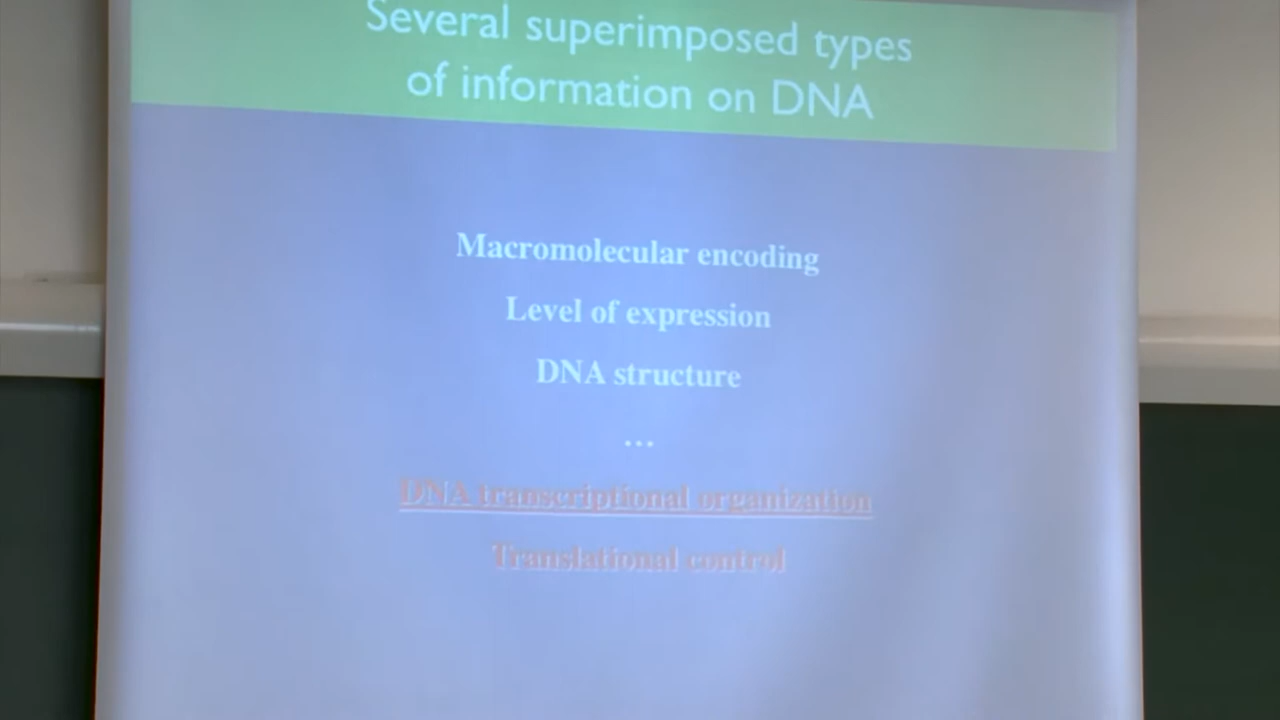 Several superimposed types
of information on DNA
Macromolecular encoding
Level of expression
DNA structure
...
DNA transcriptional organization
Translational control